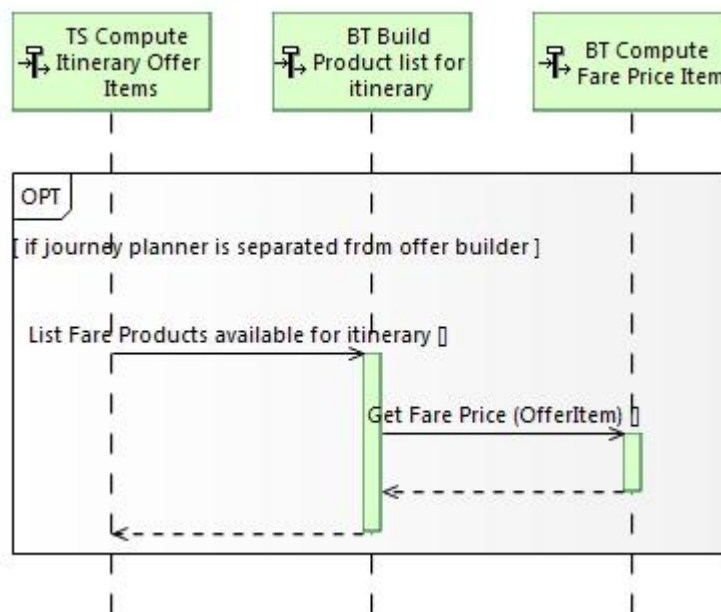 TS Compute
Itinerary Offer
Items
BT Build
Product list for
itinerary
BT Compute
Fare Price Item
OPT
[ if journey planner is separated from offer builder ]
List Fare Products available for itinerary []
Get Fare Price (OfferItem) []